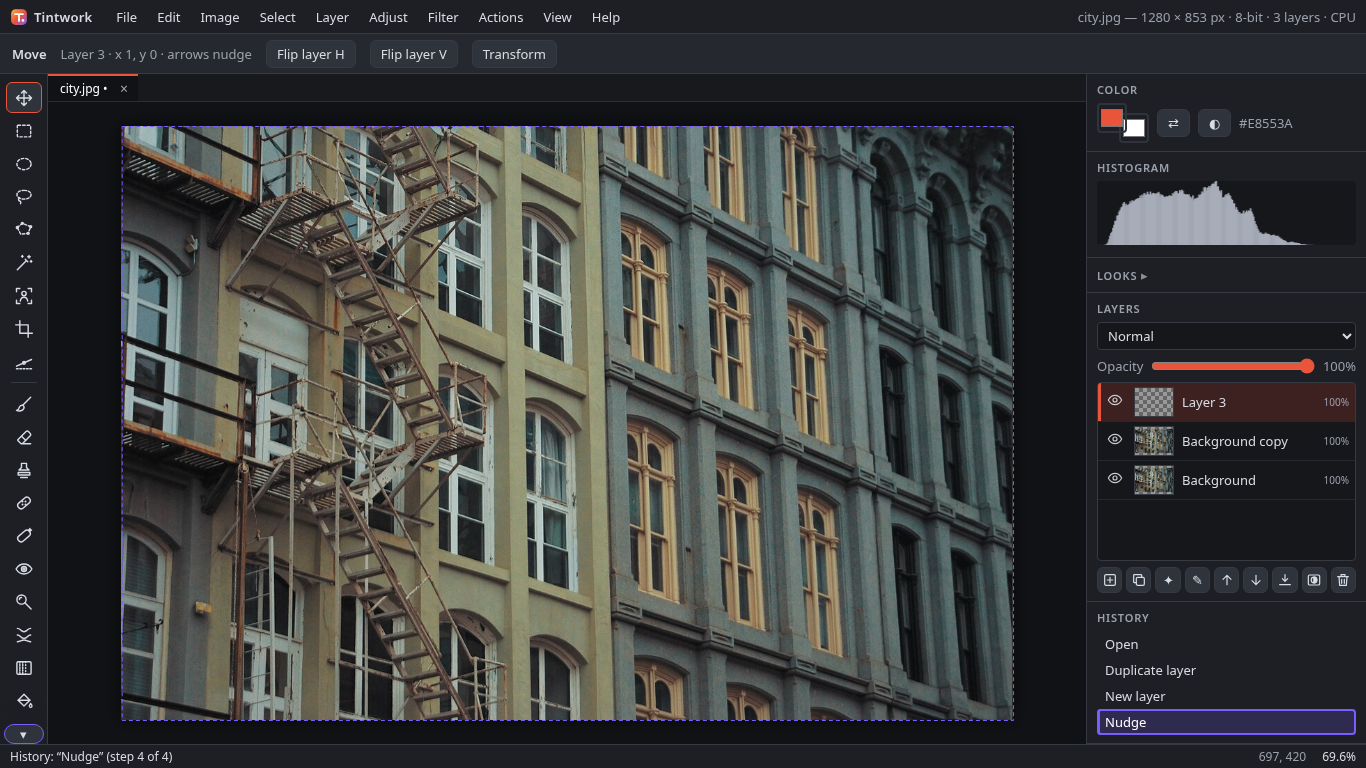 Tintwork File Edit Image Select Layer Adjust Filter Actions View Help city.jpg — 1280 × 853 px · 8-bit · 3 layers · CPU
Move Layer 3 · x 1, y 0 · arrows nudge Flip layer H Flip layer V Transform
city.jpg • ×
COLOR
#E8553A
HISTOGRAM
LOOKS ▸
LAYERS
Normal
Opacity 100%
Layer 3 100%
Background copy 100%
Background 100%
HISTORY
Open
Duplicate layer
New layer
Nudge
History: “Nudge” (step 4 of 4) 697, 420 69.6%